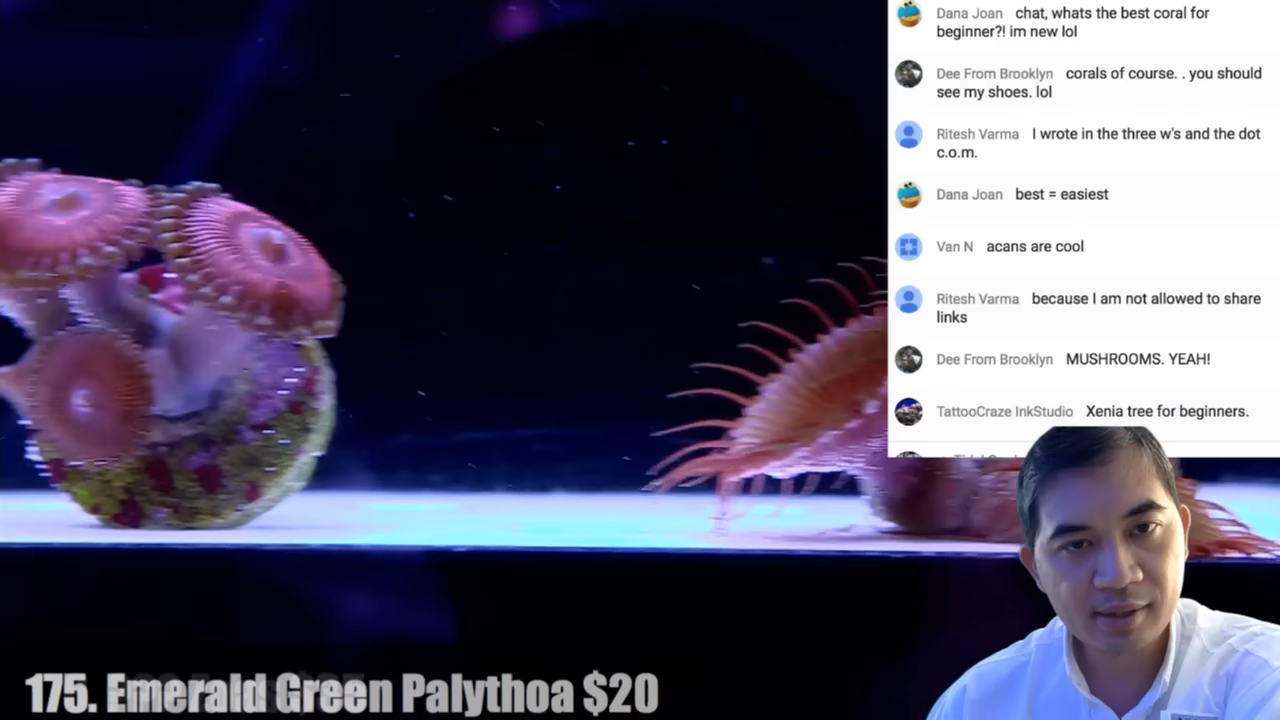 Dana Joan chat, whats the best coral for
beginner?! im new lol
Dee From Brooklyn corals of course. . you should
see my shoes. lol
Ritesh Varma I wrote in the three w's and the dot
c.o.m.
Dana Joan best = easiest
Van N acans are cool
Ritesh Varma because I am not allowed to share
links
Dee From Brooklyn MUSHROOMS. YEAH!
TattooCraze InkStudio Xenia tree for beginners.
175. Emerald Green Palythoa $20